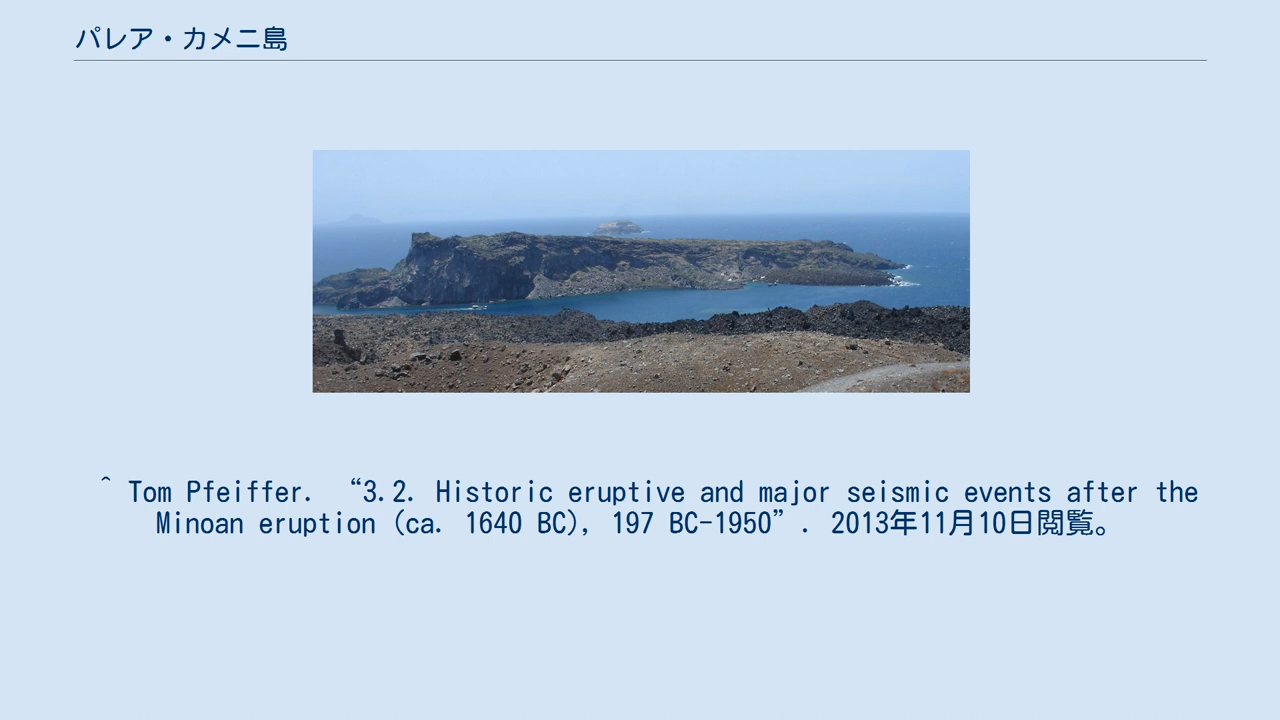 パレア・カメニ島
^ Tom Pfeiffer. “3.2. Historic eruptive and major seismic events after the
Minoan eruption (ca. 1640 BC), 197 BC-1950”. 2013年11月10日閲覧。